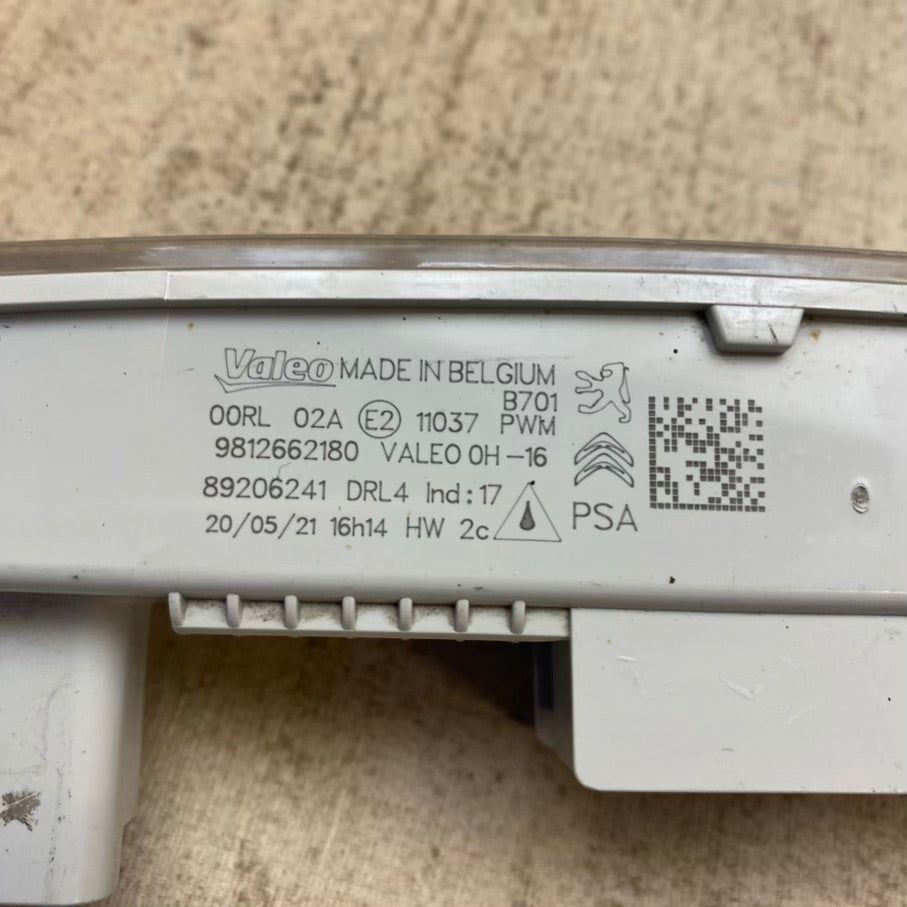 Valeo MADE IN BELGIUM
B701
00RL 02A E2 11037 PWM
9812662180 VALEO 0H-16
89206241 DRL4 Ind:17
20/05/21 16h14 HW 2c
PSA